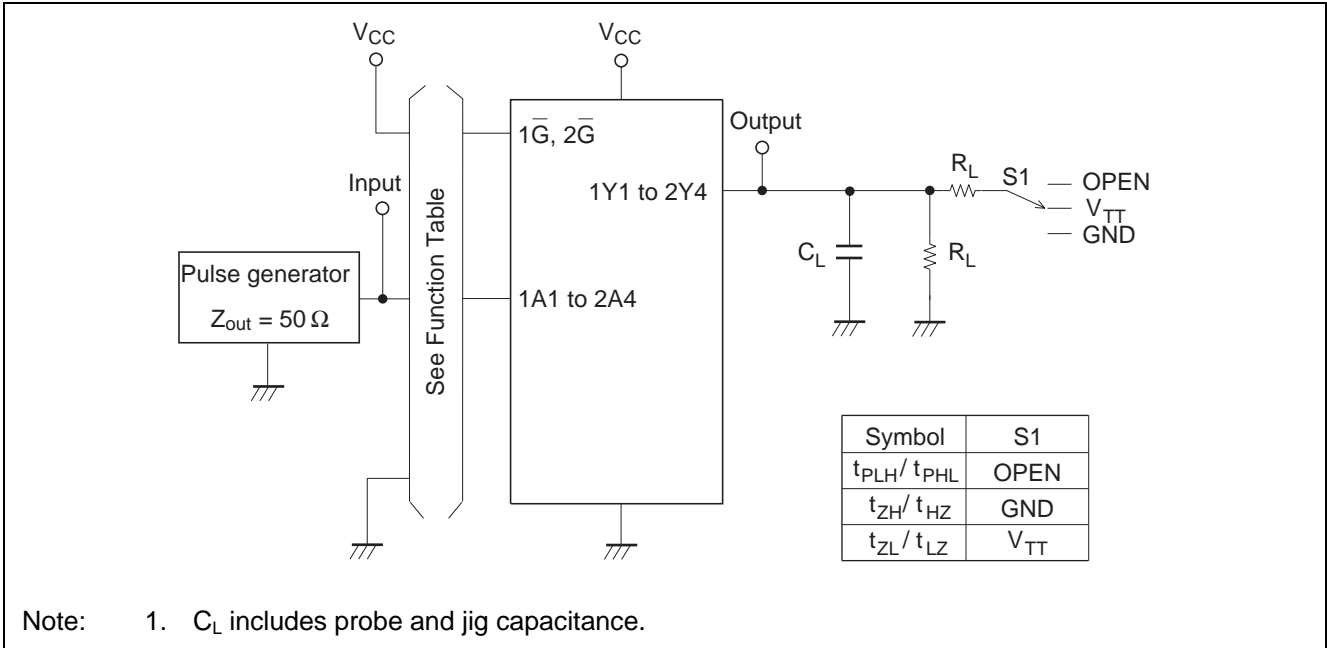 VCC
VCC
1G̅, 2G̅
Output
Input
1Y1 to 2Y4
RL
S1
OPEN
VTT
GND
See Function Table
CL
RL
Pulse generator
Zout = 50 Ω
1A1 to 2A4
Symbol S1
tPLH / tPHL OPEN
tZH / tHZ GND
tZL / tLZ VTT
Note: 1. CL includes probe and jig capacitance.